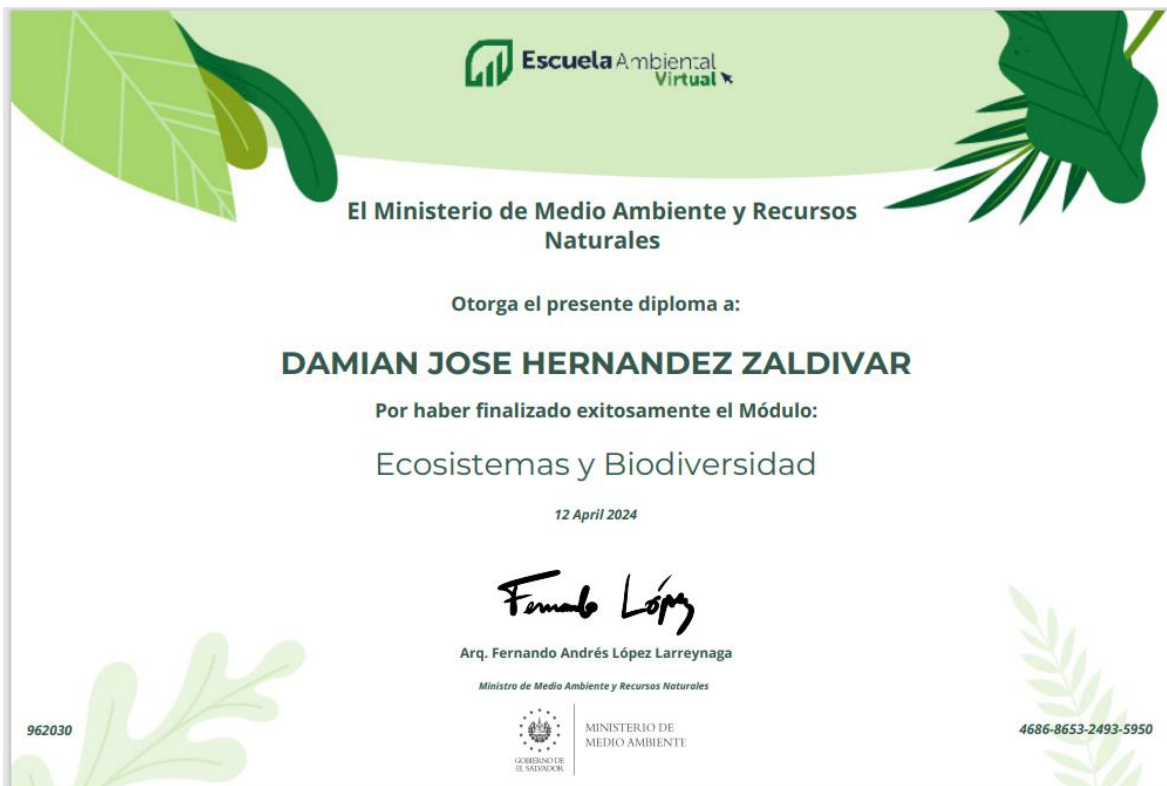 Escuela Ambiental
Virtual
El Ministerio de Medio Ambiente y Recursos
Naturales
Otorga el presente diploma a:
DAMIAN JOSE HERNANDEZ ZALDIVAR
Por haber finalizado exitosamente el Módulo:
Ecosistemas y Biodiversidad
12 April 2024
Fernando López
Arq. Fernando Andrés López Larreynaga
Ministro de Medio Ambiente y Recursos Naturales
962030
GOBIERNO DE
EL SALVADOR
MINISTERIO DE
MEDIO AMBIENTE
4686-8653-2493-5950